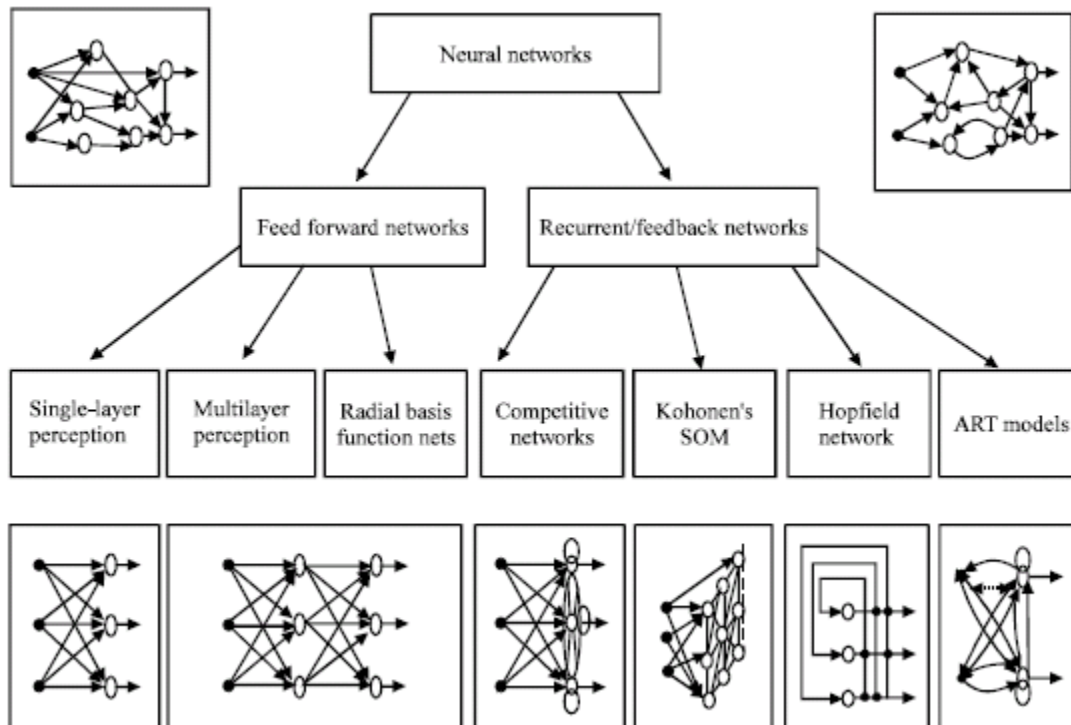 Neural networks
Feed forward networks
Recurrent/feedback networks
Single-layer
perception
Multilayer
perception
Radial basis
function nets
Competitive
networks
Kohonen's
SOM
Hopfield
network
ART models